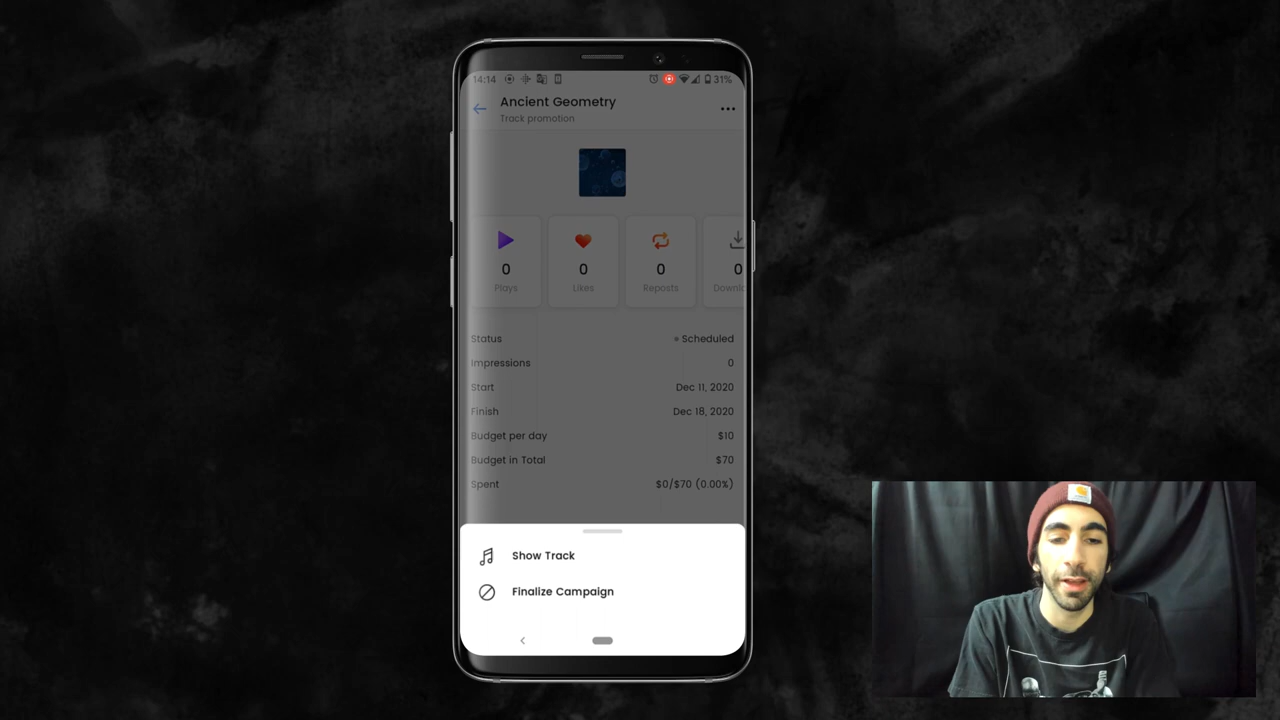 14:14 31%
Ancient Geometry
Track promotion
0 0 0 0
Plays Likes Reposts Downlo
Status Scheduled
Impressions 0
Start Dec 11, 2020
Finish Dec 18, 2020
Budget per day $10
Budget in Total $70
Spent $0/$70 (0.00%)
Show Track
Finalize Campaign